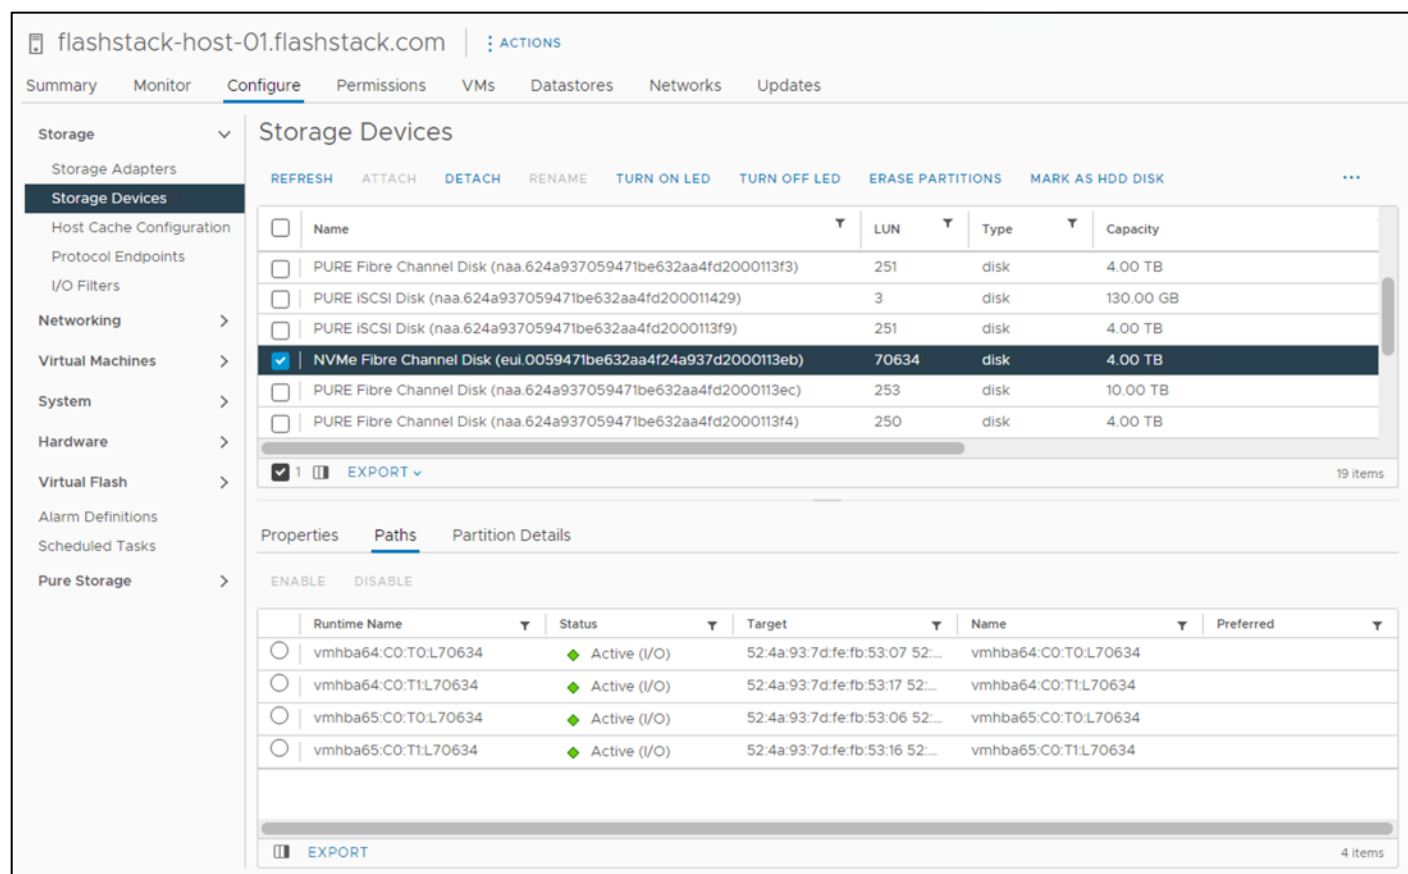 flashstack-host-01.flashstack.com ACTIONS
Summary Monitor Configure Permissions VMs Datastores Networks Updates
Storage
Storage Adapters
Storage Devices
Host Cache Configuration
Protocol Endpoints
I/O Filters
Networking
Virtual Machines
System
Hardware
Virtual Flash
Alarm Definitions
Scheduled Tasks
Pure Storage
Storage Devices
REFRESH ATTACH DETACH RENAME TURN ON LED TURN OFF LED ERASE PARTITIONS MARK AS HDD DISK ...
Name LUN Type Capacity
PURE Fibre Channel Disk (naa.624a937059471be632aa4fd2000113f3) 251 disk 4.00 TB
PURE iSCSI Disk (naa.624a937059471be632aa4fd200011429) 3 disk 130.00 GB
PURE iSCSI Disk (naa.624a937059471be632aa4fd2000113f9) 251 disk 4.00 TB
NVMe Fibre Channel Disk (eui.0059471be632aa4f24a937d2000113eb) 70634 disk 4.00 TB
PURE Fibre Channel Disk (naa.624a937059471be632aa4fd2000113ec) 253 disk 10.00 TB
PURE Fibre Channel Disk (naa.624a937059471be632aa4fd2000113f4) 250 disk 4.00 TB
1 EXPORT 19 items
Properties Paths Partition Details
ENABLE DISABLE
Runtime Name Status Target Name Preferred
vmhba64:C0:T0:L70634 Active (I/O) 52:4a:93:7d:fe:fb:53:07 52:... vmhba64:C0:T0:L70634
vmhba64:C0:T1:L70634 Active (I/O) 52:4a:93:7d:fe:fb:53:17 52:... vmhba64:C0:T1:L70634
vmhba65:C0:T0:L70634 Active (I/O) 52:4a:93:7d:fe:fb:53:06 52:... vmhba65:C0:T0:L70634
vmhba65:C0:T1:L70634 Active (I/O) 52:4a:93:7d:fe:fb:53:16 52:... vmhba65:C0:T1:L70634
EXPORT 4 items